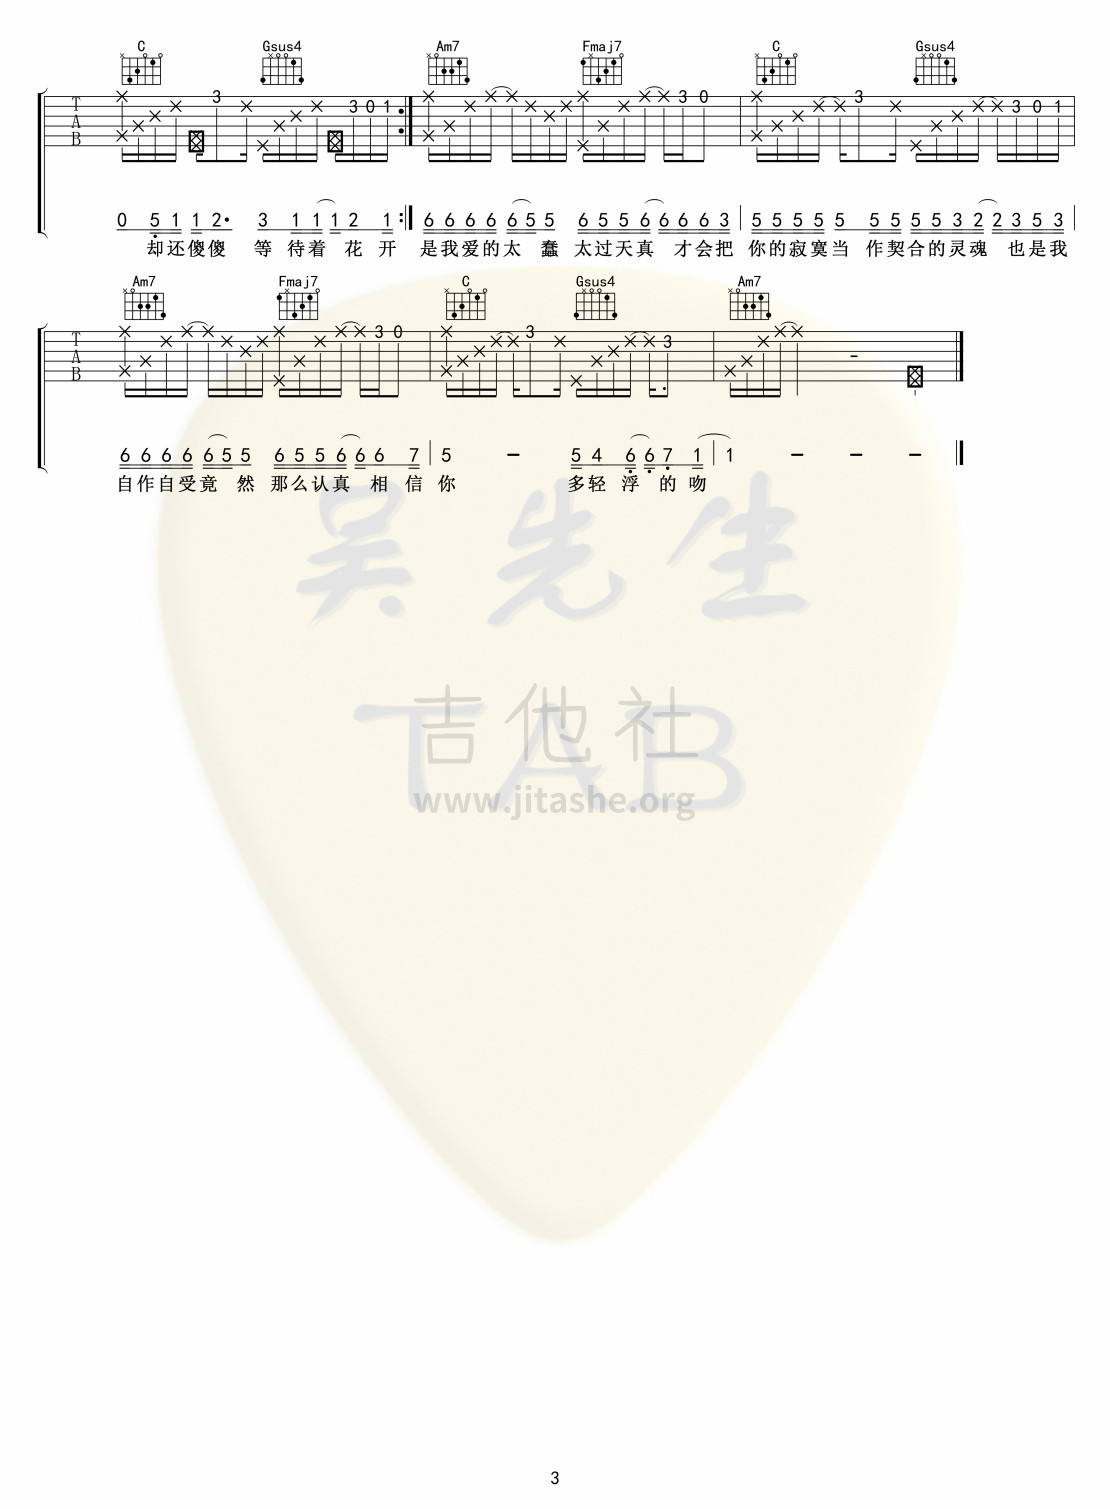 C Gsus4 Am7 Fmaj7 C Gsus4
T 3 3 0 1 3 0 3 3 0 1
A
B
0 5 1 1 2 3 1 1 1 2 1 6 6 6 6 6 5 5 6 5 5 6 6 6 6 3 5 5 5 5 5 5 5 5 5 3 2 2 3 5 3
却还傻傻 等 待着 花 开 是我爱的太 蠢 太过天真 才会把 你的寂寞当 作契合的灵魂 也是我
Am7 Fmaj7 C Gsus4 Am7
T 3 0 3 3
A
B
6 6 6 6 6 5 5 6 5 5 6 6 6 7 5 - 5 4 6 6 7 1 1 - - -
自作自受竟 然 那么认真 相 信 你 多轻 浮 的 吻
吴先生
吉他社
TAB
www.jitashe.org
3